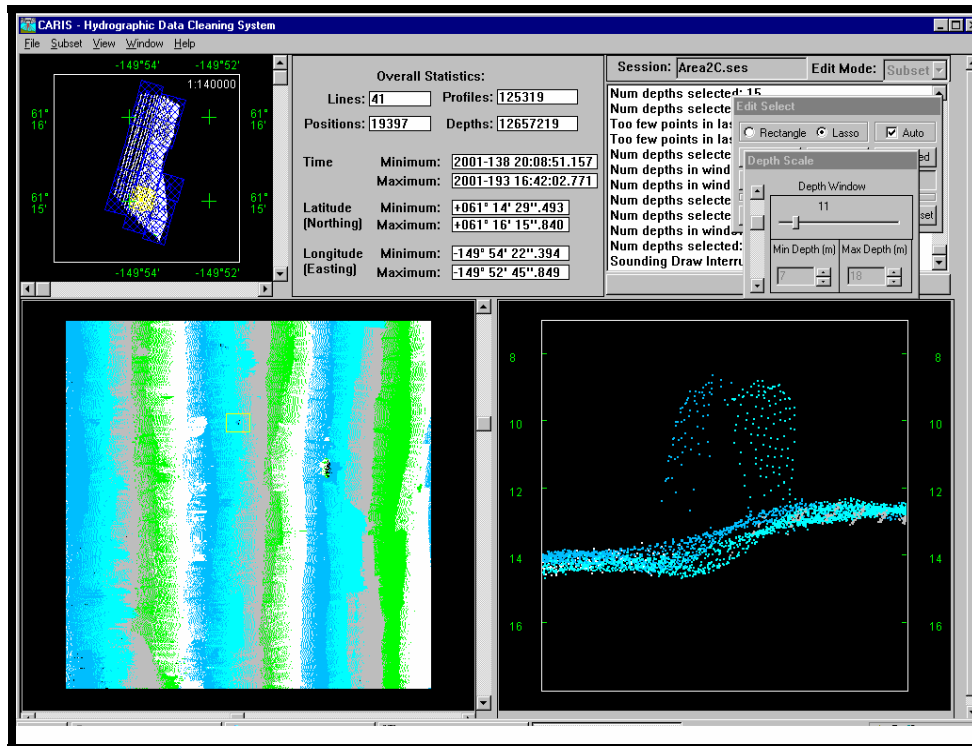 CARIS - Hydrographic Data Cleaning System
File Subset View Window Help
-149°54' -149°52'
1:140000
61° 16'
61° 16'
61° 15'
61° 15'
-149°54' -149°52'
Overall Statistics:
Lines: 41 Profiles: 125319
Positions: 19397 Depths: 12657219
Time Minimum: 2001-138 20:08:51.157
Maximum: 2001-193 16:42:02.771
Latitude (Northing) Minimum: +061° 14' 29".493
Maximum: +061° 16' 15".840
Longitude (Easting) Minimum: -149° 54' 22".394
Maximum: -149° 52' 45".849
Session: Area2C.ses Edit Mode: Subset
Num depths selected: 15
Num depths selecte
Too few points in las
Too few points in las
Num depths selecte
Num depths in wind
Num depths in wind
Num depths selecte
Num depths selecte
Num depths in window
Num depths selected:
Sounding Draw Interru
Edit Select
Rectangle Lasso Auto
Depth Scale
Depth Window
11
Min Depth (m) Max Depth (m)
7 18
8 8
10 10
12 12
14 14
16 16